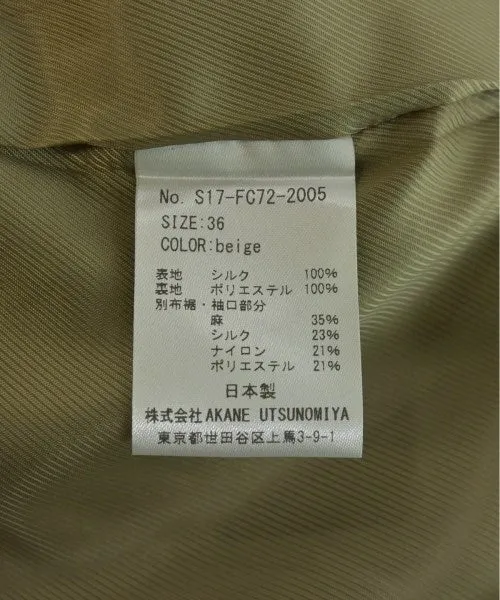 No. S17-FC72-2005
SIZE:36
COLOR:beige
表地 シルク 100%
裏地 ポリエステル 100%
別布裾・袖口部分
麻 35%
シルク 23%
ナイロン 21%
ポリエステル 21%
日本製
株式会社AKANE UTSUNOMIYA
東京都世田谷区上馬3-9-1